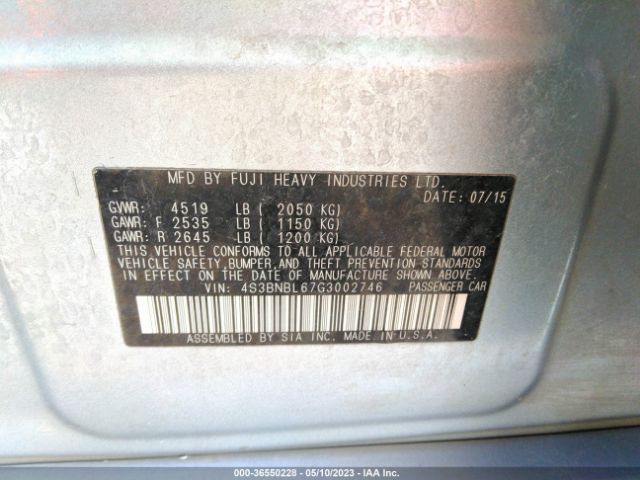 MFD BY FUJI HEAVY INDUSTRIES LTD.
DATE: 07/15
GVWR: 4519 LB ( 2050 KG)
GAWR: F 2535 LB ( 1150 KG)
GAWR: R 2645 LB ( 1200 KG)
THIS VEHICLE CONFORMS TO ALL APPLICABLE FEDERAL MOTOR
VEHICLE SAFETY, BUMPER, AND THEFT PREVENTION STANDARDS
IN EFFECT ON THE DATE OF MANUFACTURE SHOWN ABOVE.
VIN: 4S3BNBL67G3002746 PASSENGER CAR
ASSEMBLED BY SIA INC. MADE IN U.S.A.
000-36550228 - 05/10/2023 - IAA Inc.